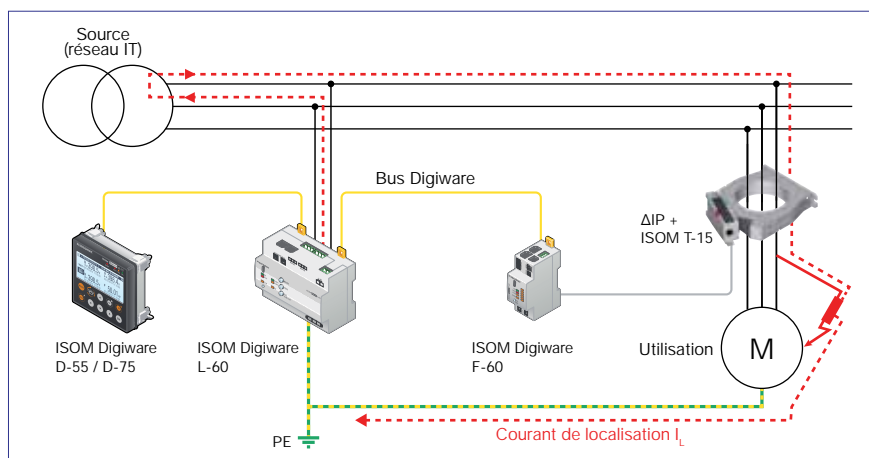 Source
(réseau IT)
Bus Digiware
ΔIP +
ISOM T-15
ISOM Digiware
D-55 / D-75
ISOM Digiware
L-60
ISOM Digiware
F-60
Utilisation
M
PE
Courant de localisation I_L